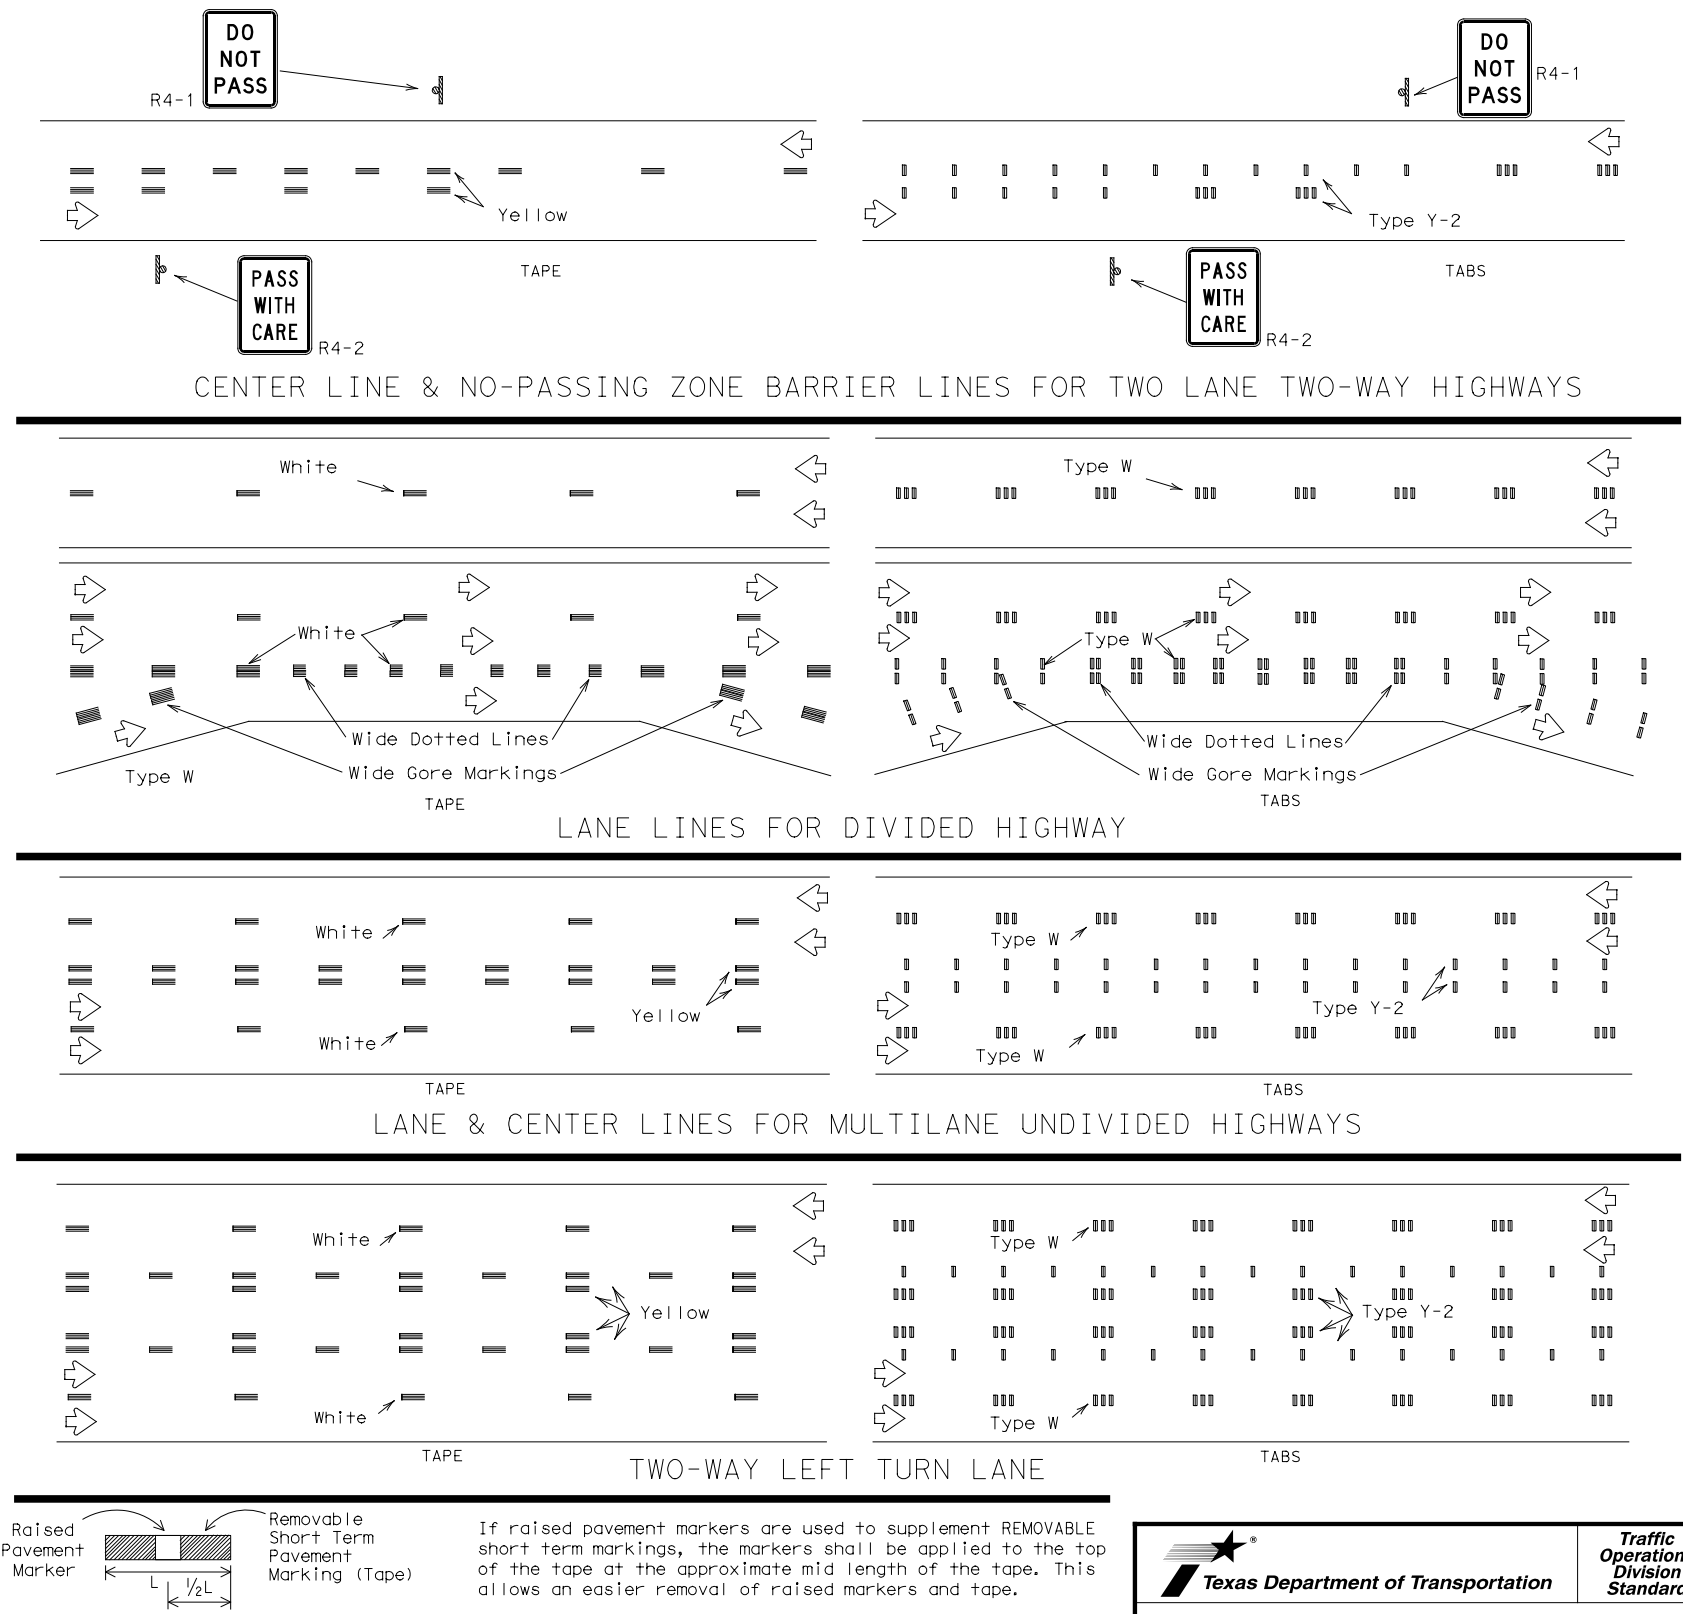 DO
NOT
PASS
R4-1
DO
NOT
PASS
R4-1
Yellow
Type Y-2
PASS
WITH
CARE
R4-2
TAPE
PASS
WITH
CARE
R4-2
TABS
CENTER LINE & NO-PASSING ZONE BARRIER LINES FOR TWO LANE TWO-WAY HIGHWAYS
White
Type W
White
Type W
Wide Dotted Lines
Wide Dotted Lines
Type W
Wide Gore Markings
Wide Gore Markings
TAPE
TABS
LANE LINES FOR DIVIDED HIGHWAY
White
Type W
Yellow
Type Y-2
White
Type W
TAPE
TABS
LANE & CENTER LINES FOR MULTILANE UNDIVIDED HIGHWAYS
White
Type W
Yellow
Type Y-2
White
Type W
TAPE
TABS
TWO-WAY LEFT TURN LANE
Raised
Pavement
Marker
Removable
Short Term
Pavement
Marking (Tape)
L
½L
If raised pavement markers are used to supplement REMOVABLE
short term markings, the markers shall be applied to the top
of the tape at the approximate mid length of the tape. This
allows an easier removal of raised markers and tape.
®
Texas Department of Transportation
Traffic
Operation
Division
Standard